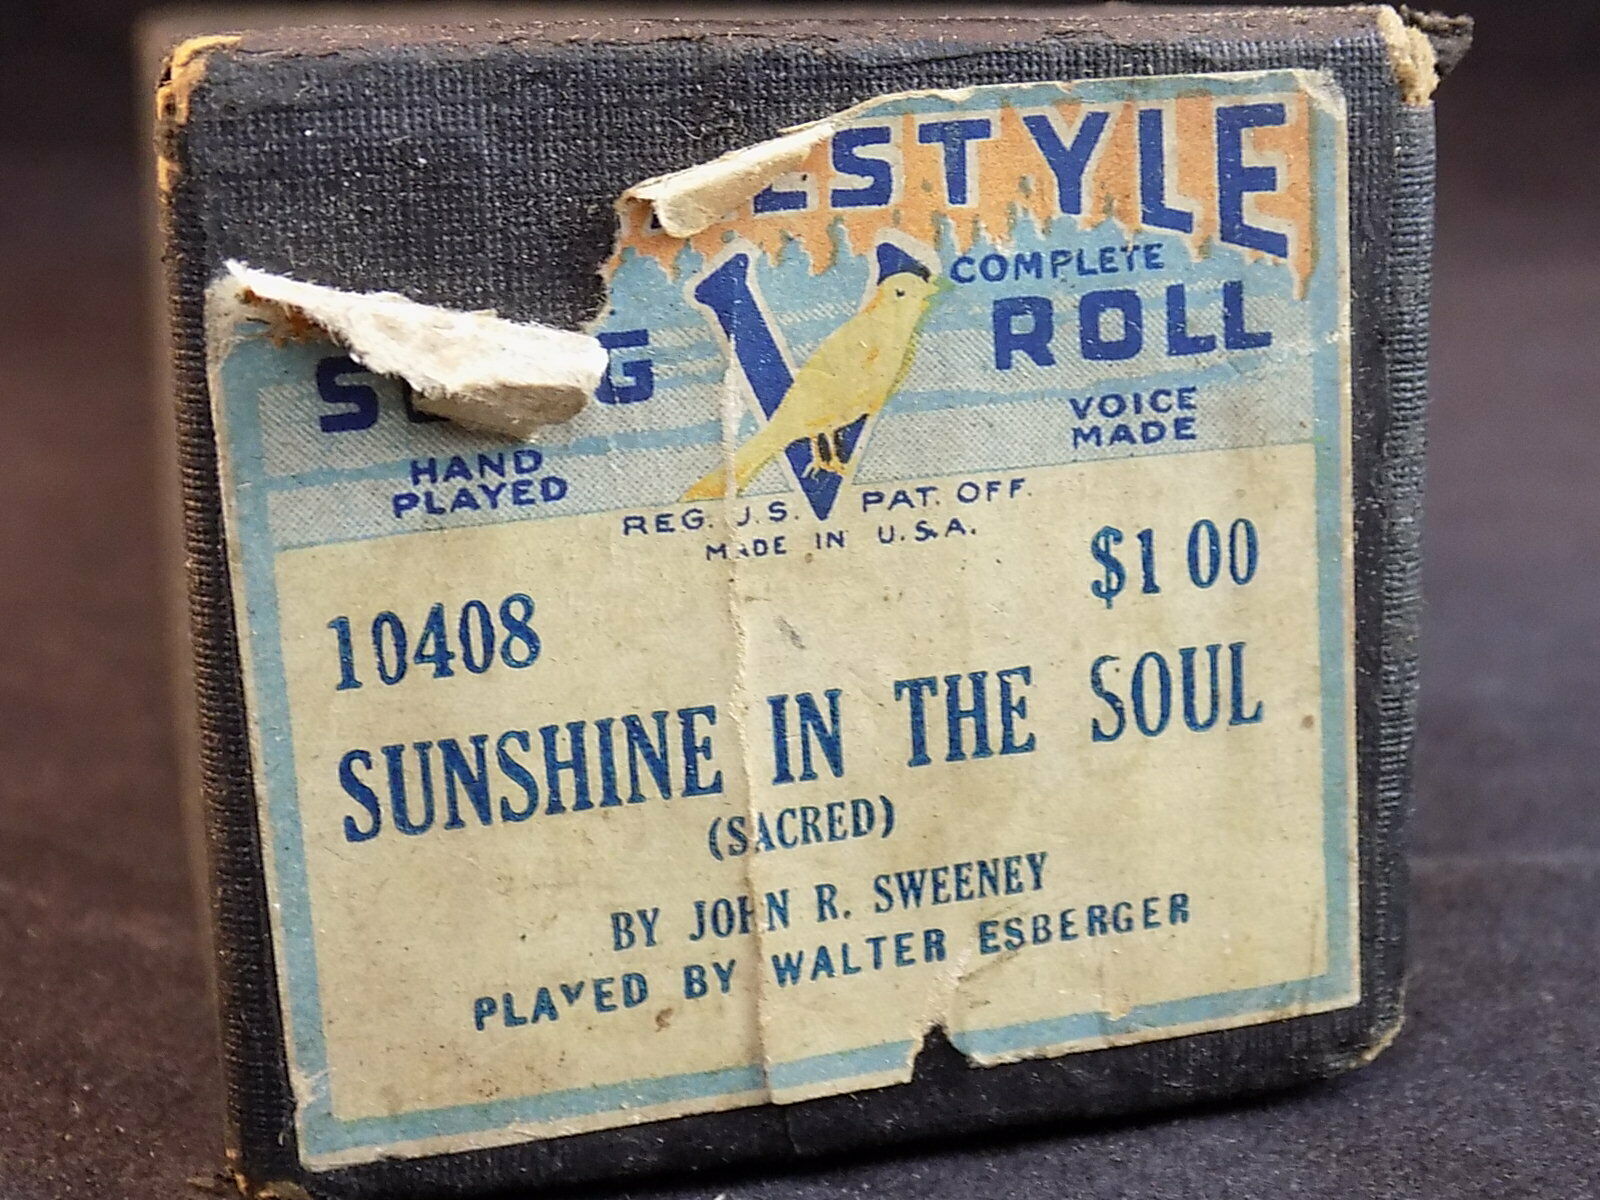 ESTYLE
COMPLETE
ROLL
HAND
PLAYED
V
VOICE
MADE
REG. U.S. PAT. OFF.
MADE IN U.S.A.
10408 $1 00
SUNSHINE IN THE SOUL
(SACRED)
BY JOHN R. SWEENEY
PLAYED BY WALTER ESBERGER